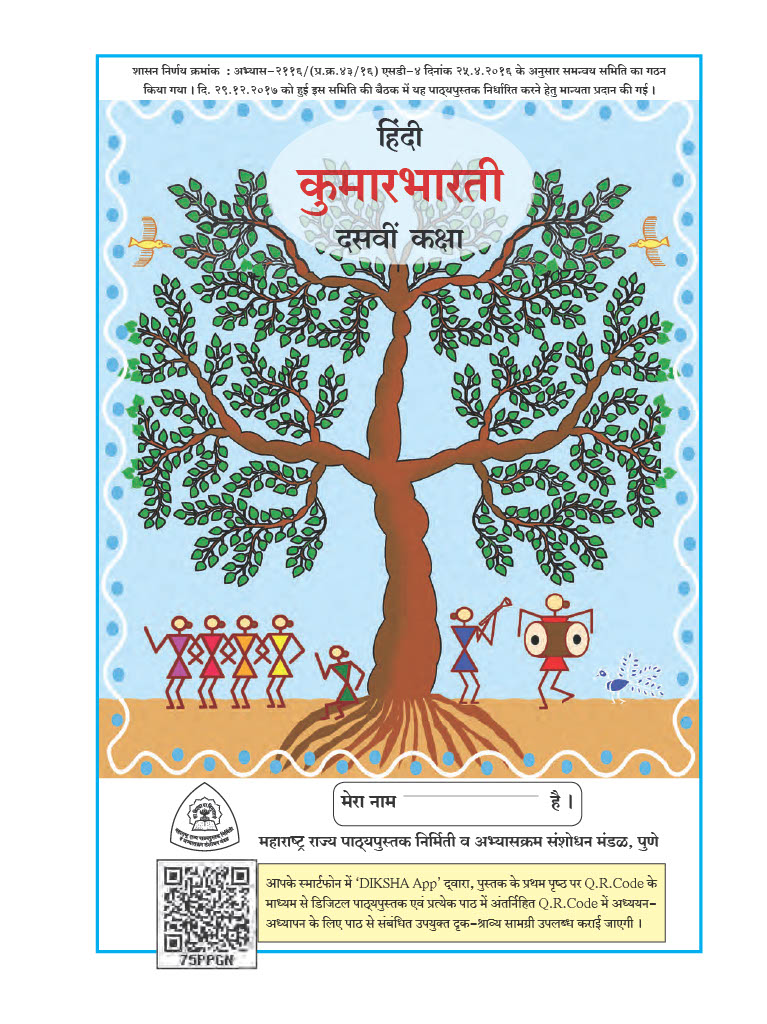 शासन निर्णय क्रमांक : अभ्यास-२११६/(प्र.क्र.४३/१६) एसडी-४ दिनांक २५.४.२०१६ के अनुसार समन्वय समिति का गठन
किया गया । दि. २९.१२.२०१७ को हुई इस समिति की बैठक में यह पाठ्यपुस्तक निर्धारित करने हेतु मान्यता प्रदान की गई ।
हिंदी
कुमारभारती
दसवीं कक्षा
मेरा नाम ——————————— है ।
महाराष्ट्र राज्य पाठ्यपुस्तक निर्मिती व अभ्यासक्रम संशोधन मंडळ, पुणे
आपके स्मार्टफोन में ‘DIKSHA App’ द्वारा, पुस्तक के प्रथम पृष्ठ पर Q.R.Code के
माध्यम से डिजिटल पाठ्यपुस्तक एवं प्रत्येक पाठ में अंतर्निहित Q.R.Code में अध्ययन-
अध्यापन के लिए पाठ से संबंधित उपयुक्त दृक-श्राव्य सामग्री उपलब्ध कराई जाएगी ।
75PPGN